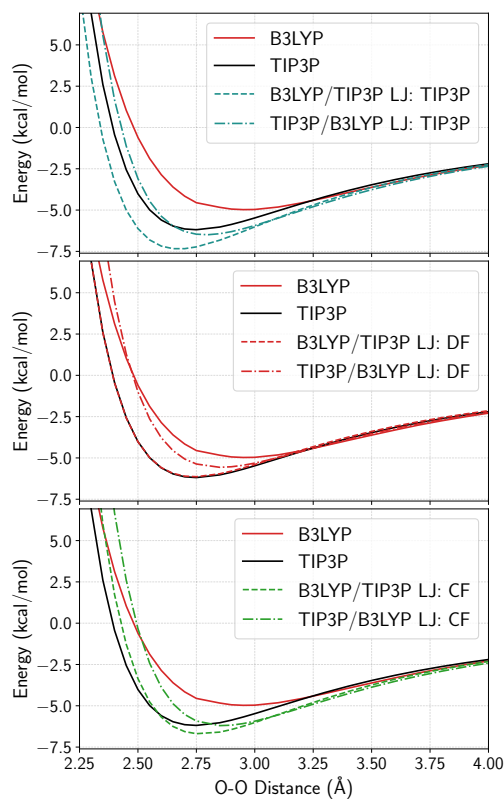 5.0
2.5
0.0
−2.5
−5.0
−7.5
Energy (kcal/mol)
B3LYP
TIP3P
B3LYP/TIP3P LJ: TIP3P
TIP3P/B3LYP LJ: TIP3P
5.0
2.5
0.0
−2.5
−5.0
−7.5
Energy (kcal/mol)
B3LYP
TIP3P
B3LYP/TIP3P LJ: DF
TIP3P/B3LYP LJ: DF
5.0
2.5
0.0
−2.5
−5.0
−7.5
Energy (kcal/mol)
B3LYP
TIP3P
B3LYP/TIP3P LJ: CF
TIP3P/B3LYP LJ: CF
2.25 2.50 2.75 3.00 3.25 3.50 3.75 4.00
O-O Distance (Å)